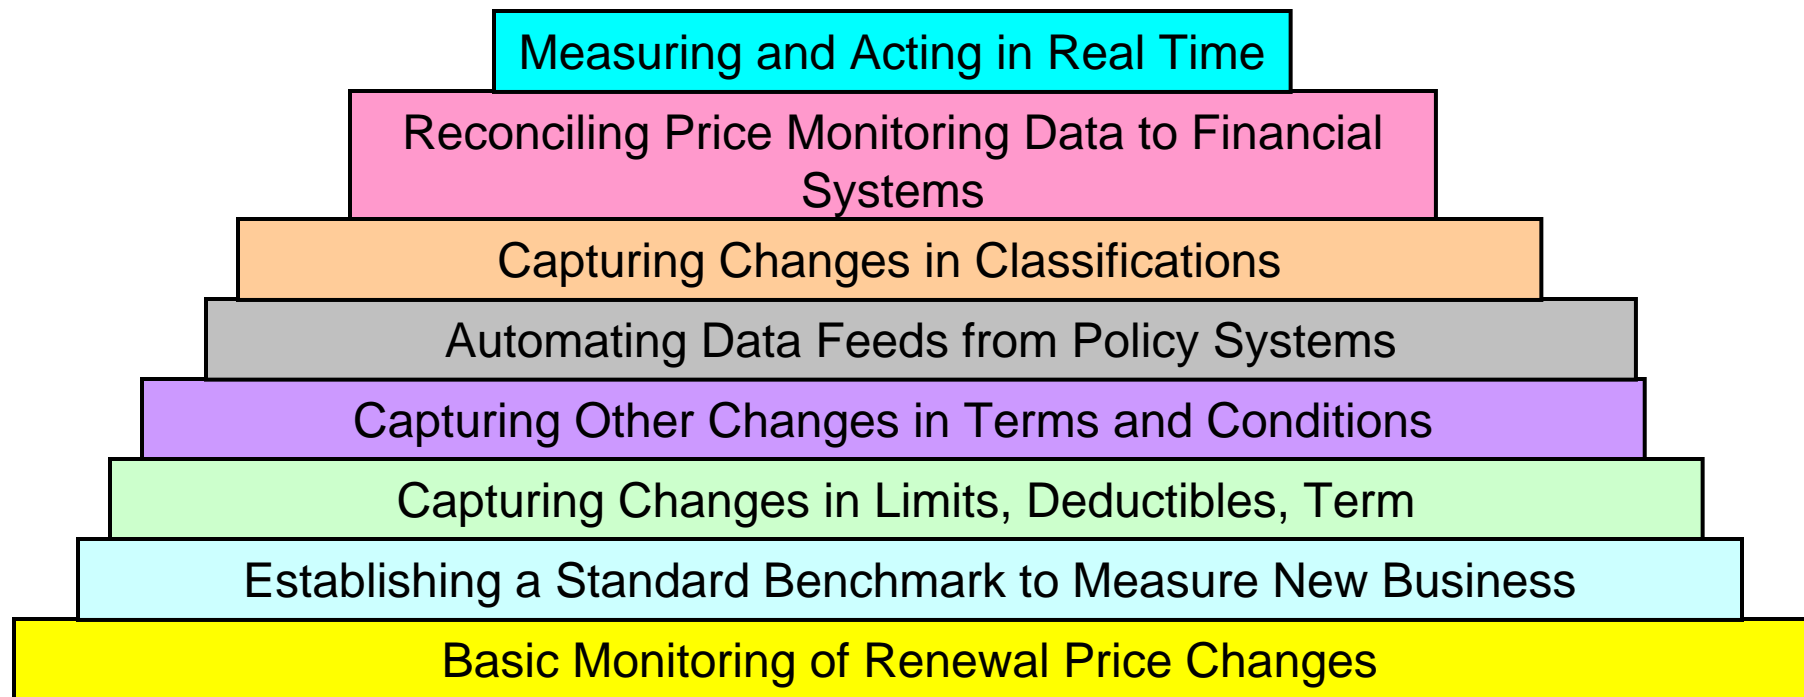 Measuring and Acting in Real Time
Reconciling Price Monitoring Data to Financial
Systems
Capturing Changes in Classifications
Automating Data Feeds from Policy Systems
Capturing Other Changes in Terms and Conditions
Capturing Changes in Limits, Deductibles, Term
Establishing a Standard Benchmark to Measure New Business
Basic Monitoring of Renewal Price Changes